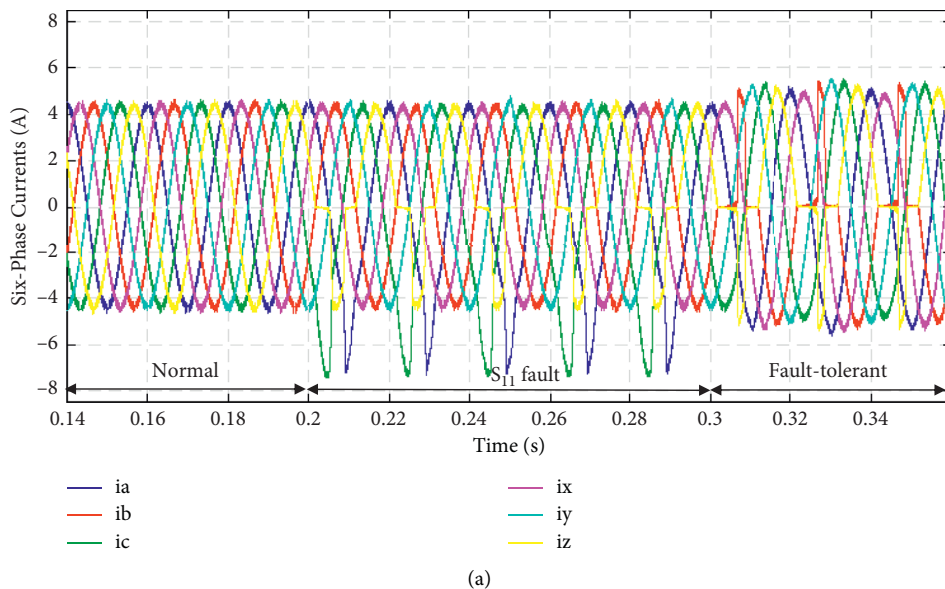 8
6
4
2
0
−2
−4
−6
−8
Six-Phase Currents (A)
Normal
S11 fault
Fault-tolerant
0.14 0.16 0.18 0.2 0.22 0.24 0.26 0.28 0.3 0.32 0.34
Time (s)
ia ix
ib iy
ic iz
(a)